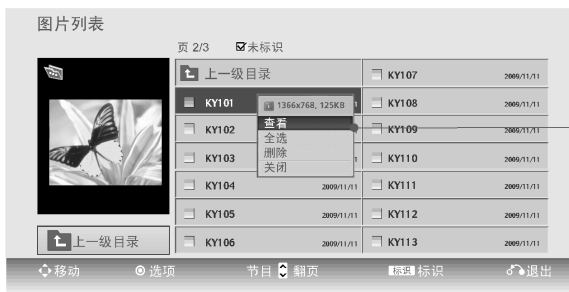 图片列表
页 2/3 未标识
上一级目录
KY101
KY102
KY103
KY104 2009/11/11
KY105 2009/11/11
KY106 2009/11/11
1366x768, 125KB
查看
全选
删除
关闭
KY107 2009/11/11
KY108 2009/11/11
KY109 2009/11/11
KY110 2009/11/11
KY111 2009/11/11
KY112 2009/11/11
KY113 2009/11/11
上一级目录
移动 选项 节目 翻页 标识 标识 退出